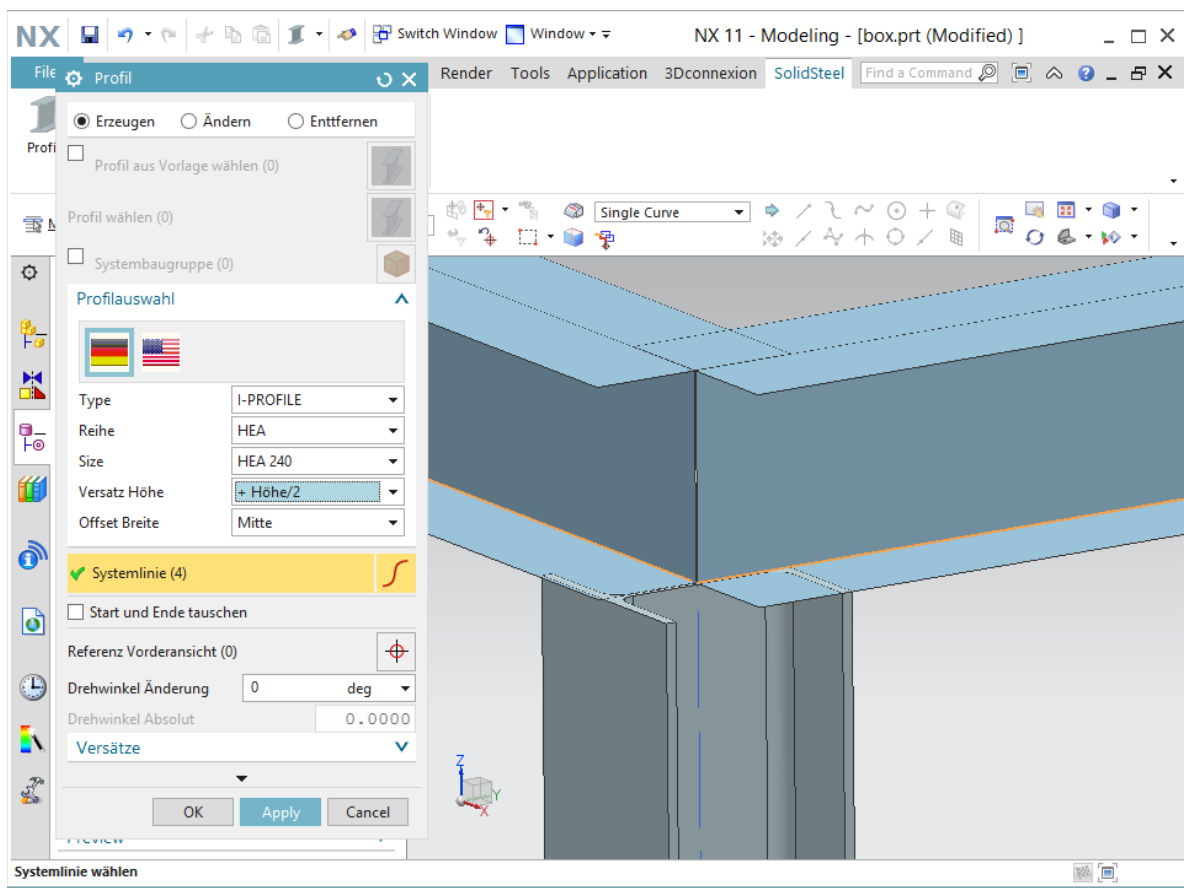 NX Switch Window Window NX 11 - Modeling - [box.prt (Modified) ]
File Render Tools Application 3Dconnexion SolidSteel Find a Command
Profil
Erzeugen Ändern Enttfernen
Profi
Profil aus Vorlage wählen (0)
Profil wählen (0)
Single Curve
M
Systembaugruppe (0)
Profilauswahl
Type I-PROFILE
Reihe HEA
Size HEA 240
Versatz Höhe + Höhe/2
Offset Breite Mitte
Systemlinie (4)
Start und Ende tauschen
Referenz Vorderansicht (0)
Drehwinkel Änderung 0 deg
Drehwinkel Absolut 0.0000
Versätze
Z
Y
X
OK Apply Cancel
Preview
Systemlinie wählen